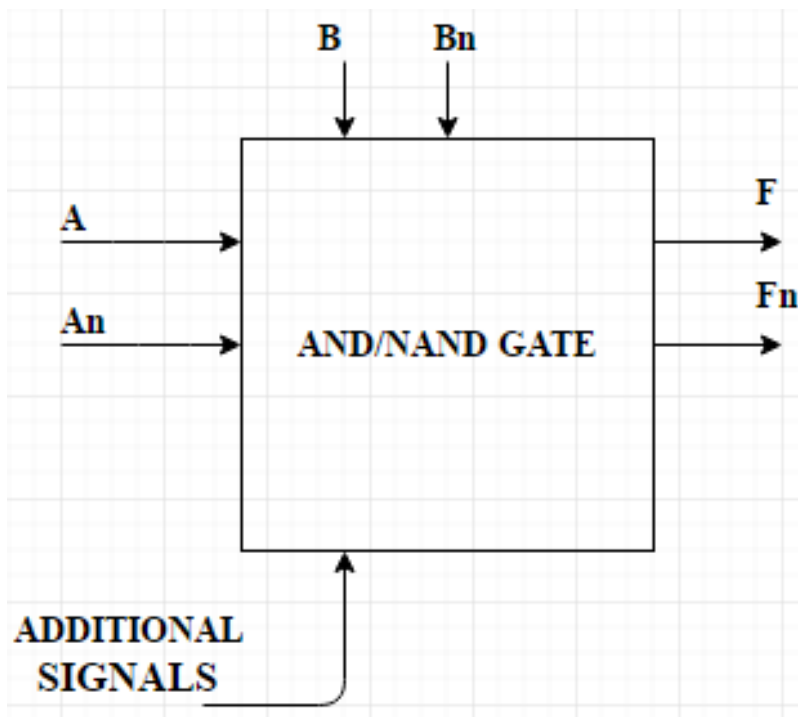 B
Bn
A
F
An
Fn
AND/NAND GATE
ADDITIONAL
SIGNALS